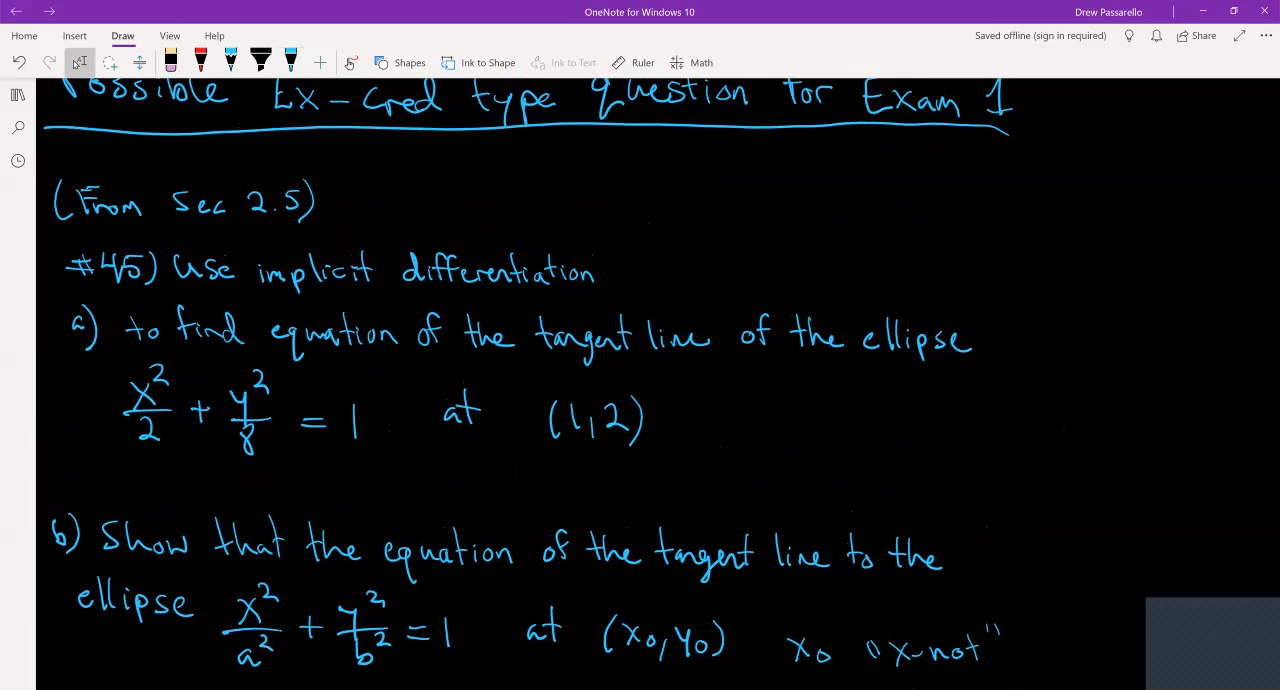 OneNote for Windows 10
Drew Passarello
Home Insert Draw View Help
Saved offline (sign in required) Share
Shapes Ink to Shape Ink to Text Ruler Math
Possible Ex-Cred type question for Exam 1
(From Sec 2.5)
#45) Use implicit differentiation
a) to find equation of the tangent line of the ellipse
x²/2 + y²/8 = 1 at (1,2)
b) Show that the equation of the tangent line to the
ellipse x²/a² + y²/b² = 1 at (x₀,y₀) x₀ "x-not"